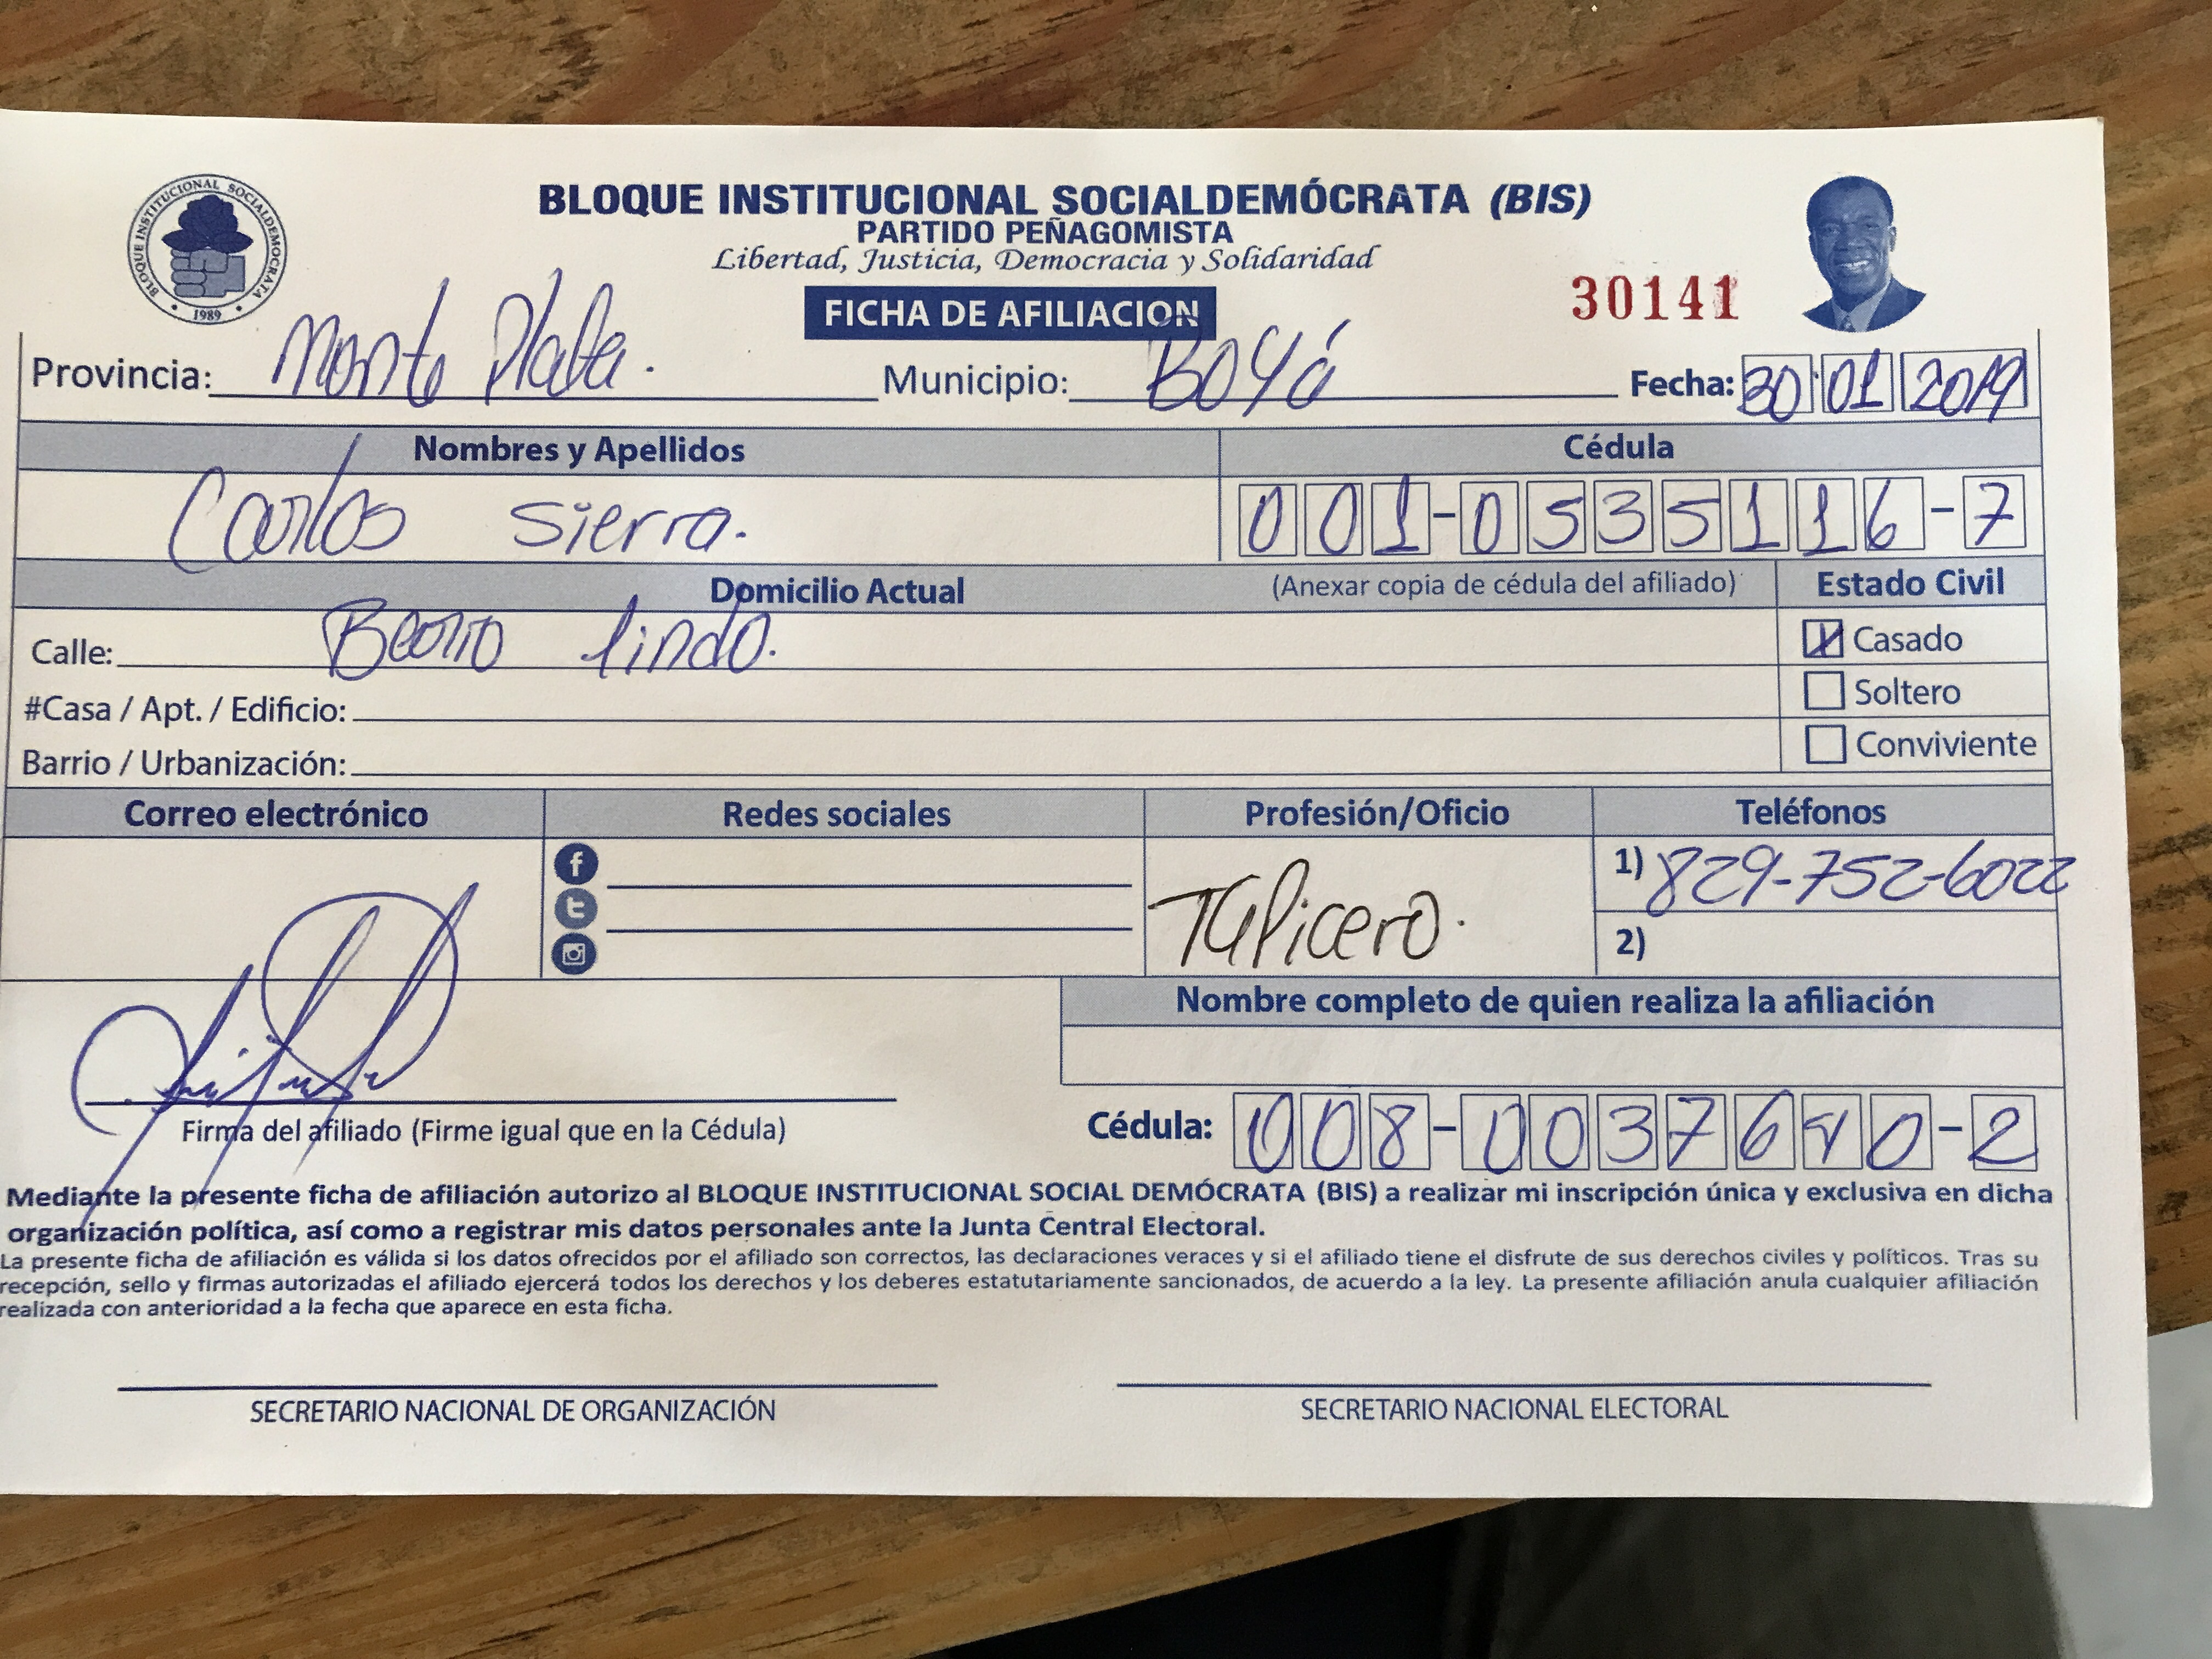 BLOQUE INSTITUCIONAL SOCIALDEMOCRATA
1989
BLOQUE INSTITUCIONAL SOCIALDEMÓCRATA (BIS)
PARTIDO PEÑAGOMISTA
Libertad, Justicia, Democracia y Solidaridad
FICHA DE AFILIACION
30141
Provincia: Monte Plata. Municipio: BOYÁ Fecha: 30 01 2019
Nombres y Apellidos Cédula
Carlos Sierra. 001-0535116-7
Domicilio Actual (Anexar copia de cédula del afiliado) Estado Civil
Calle: lindo. Casado
#Casa / Apt. / Edificio: Soltero
Barrio / Urbanización: Conviviente
Correo electrónico Redes sociales Profesión/Oficio Teléfonos
1) 829-752-6022
2)
Nombre completo de quien realiza la afiliación
Firma del afiliado (Firme igual que en la Cédula) Cédula: 008-0037640-2
Mediante la presente ficha de afiliación autorizo al BLOQUE INSTITUCIONAL SOCIAL DEMÓCRATA (BIS) a realizar mi inscripción única y exclusiva en dicha
organización política, así como a registrar mis datos personales ante la Junta Central Electoral.
La presente ficha de afiliación es válida si los datos ofrecidos por el afiliado son correctos, las declaraciones veraces y si el afiliado tiene el disfrute de sus derechos civiles y políticos. Tras su
recepción, sello y firmas autorizadas el afiliado ejercerá todos los derechos y los deberes estatutariamente sancionados, de acuerdo a la ley. La presente afiliación anula cualquier afiliación
realizada con anterioridad a la fecha que aparece en esta ficha.
SECRETARIO NACIONAL DE ORGANIZACIÓN SECRETARIO NACIONAL ELECTORAL